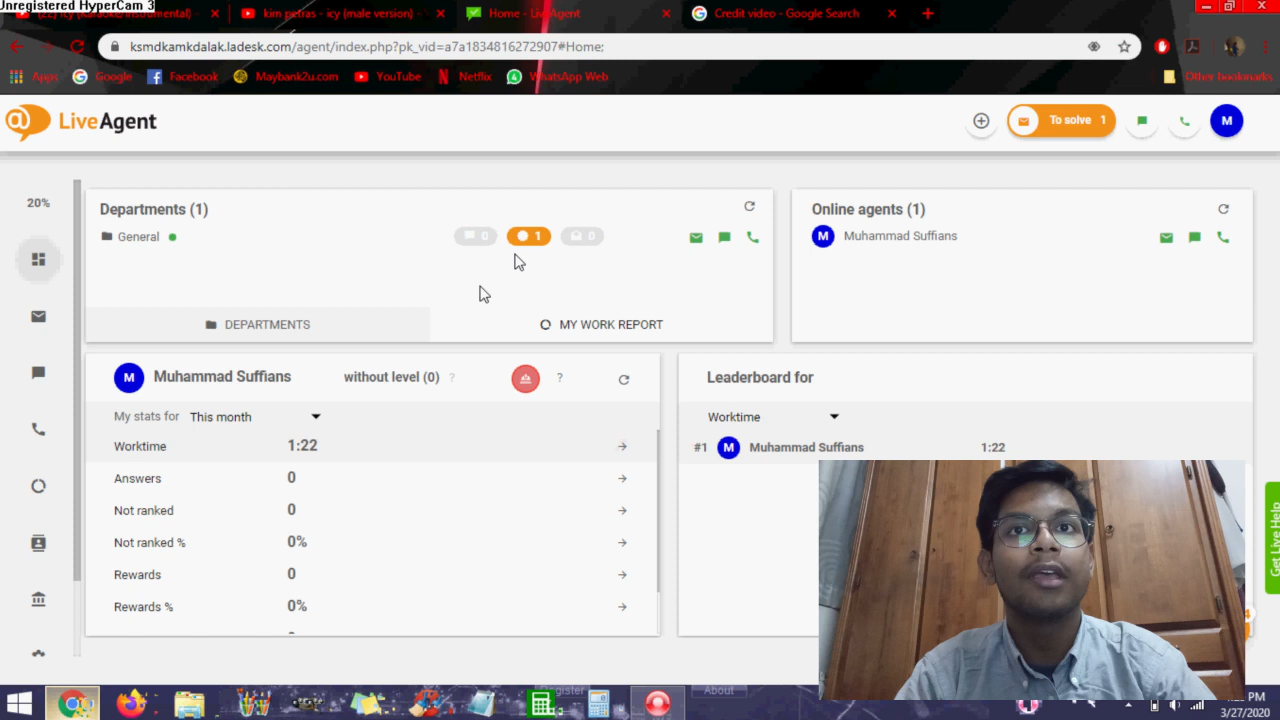 Unregistered HyperCam 3
(22) Icy (Karaoke/Instrumental) -
kim petras - icy (male version) -
Home - LiveAgent
Credit video - Google Search
ksmdkamkdalak.ladesk.com/agent/index.php?pk_vid=a7a1834816272907#Home;
Apps Google Facebook Maybank2u.com YouTube Netflix WhatsApp Web Other bookmarks
@ LiveAgent
To solve 1
M
20%
Departments (1)
General
0 1 0
DEPARTMENTS
MY WORK REPORT
Online agents (1)
M Muhammad Suffians
M Muhammad Suffians without level (0) ? ?
My stats for This month
Worktime 1:22
Answers 0
Not ranked 0
Not ranked % 0%
Rewards 0
Rewards % 0%
Leaderboard for
Worktime
#1 M Muhammad Suffians 1:22
Get Live Help
Register
About
PM
3/27/2020